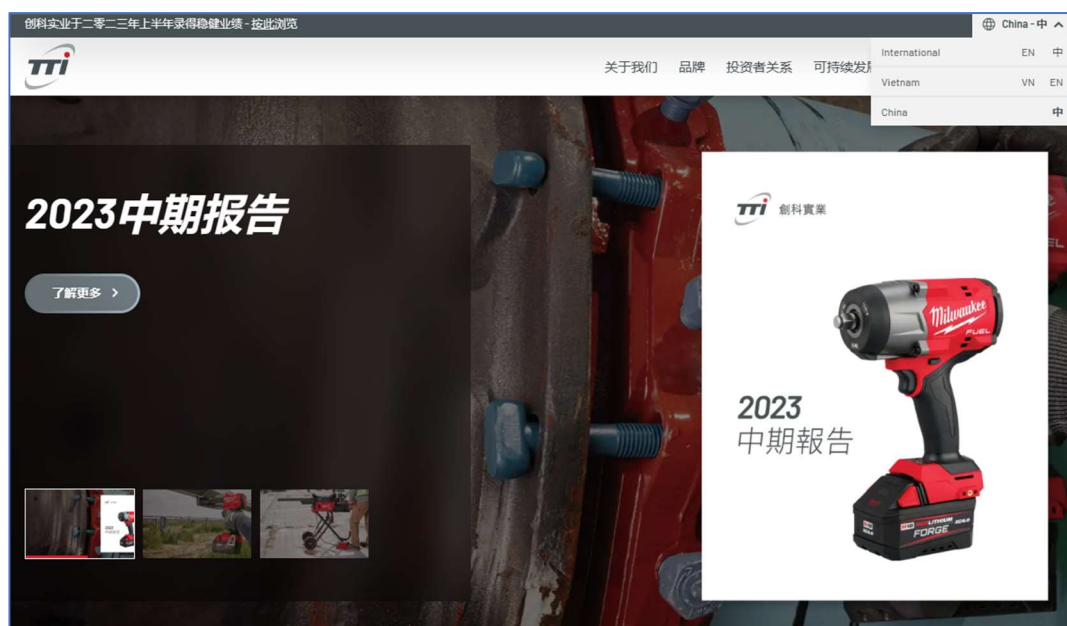 创科实业于二零二三年上半年录得稳健业绩 - 按此浏览
China - 中
TTI
关于我们 品牌 投资者关系 可持续发展
International EN 中
Vietnam VN EN
China 中
2023中期报告
了解更多
TTI 創科實業
Milwaukee
FUEL
2023
中期報告
FORGE